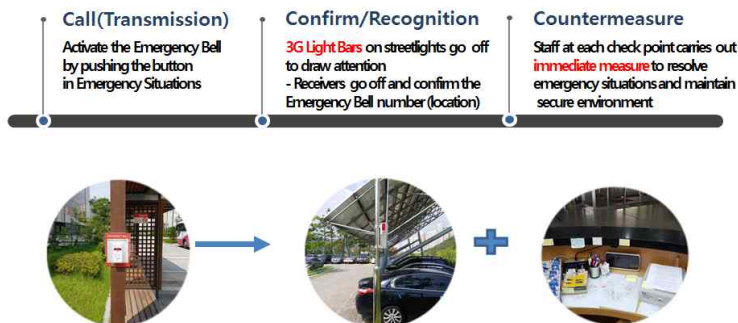 Call(Transmission)
Activate the Emergency Bell
by pushing the button
in Emergency Situations
Confirm/Recognition
3G Light Bars on streetlights go off
to draw attention
- Receivers go off and confirm the
Emergency Bell number(location)
Countermeasure
Staff at each check point carries out
immediate measure to resolve
emergency situations and maintain
secure environment